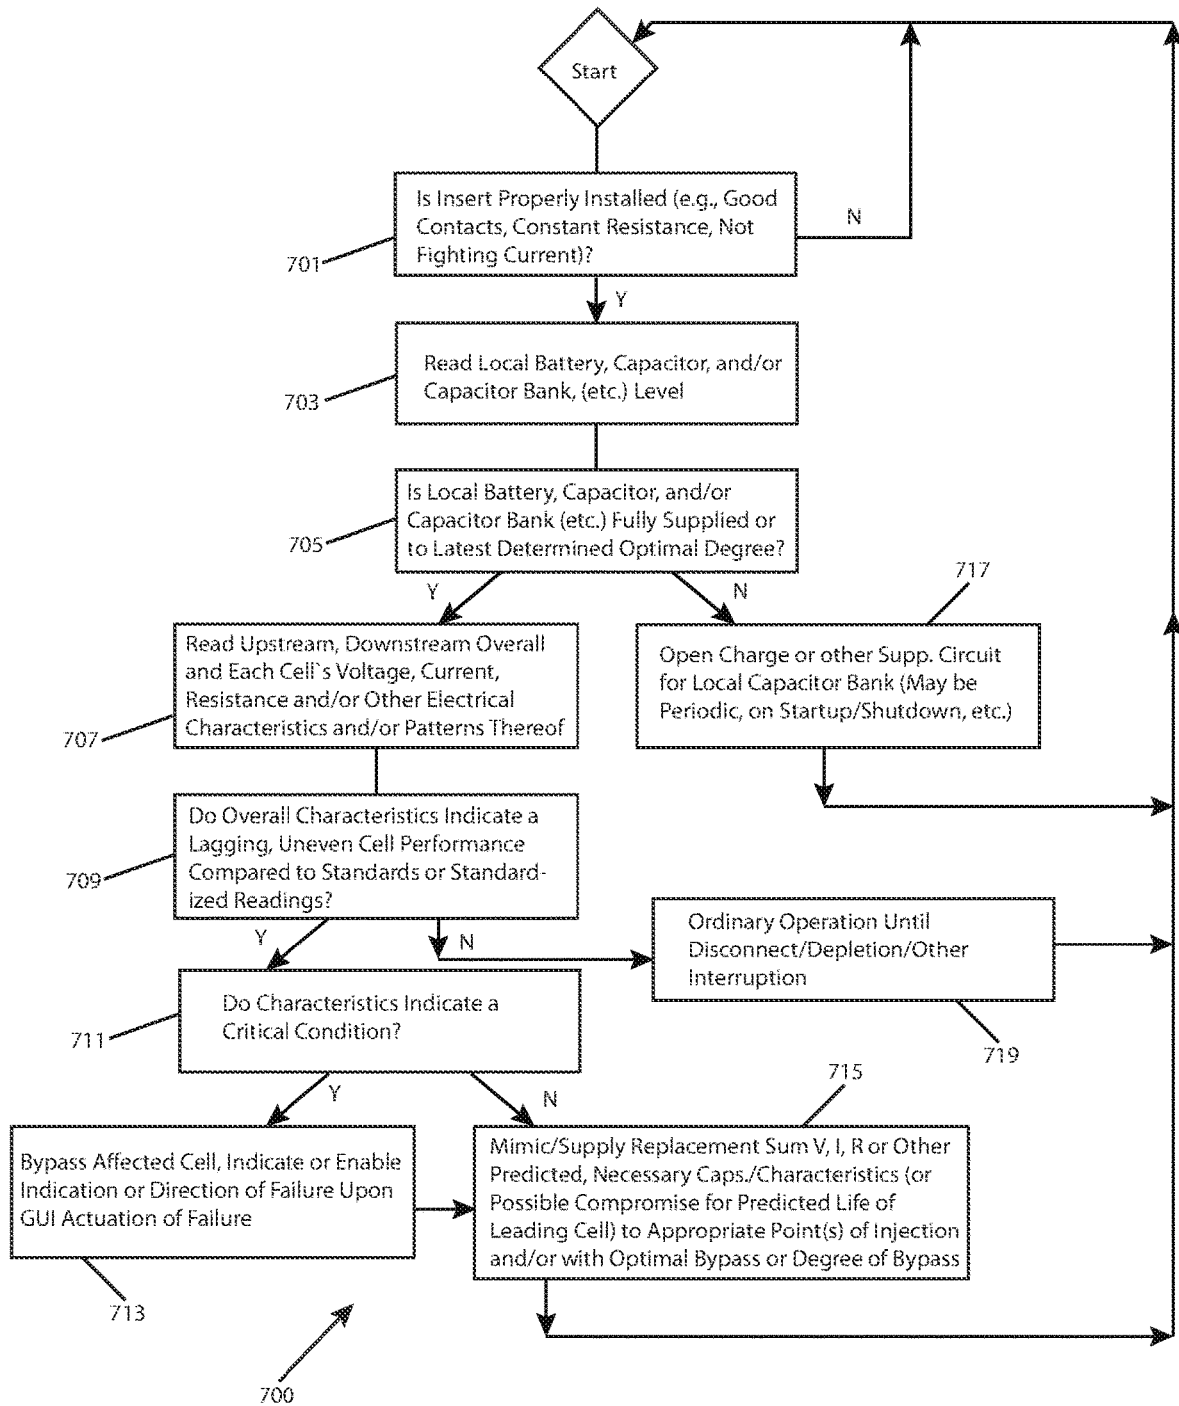 Start
Is Insert Properly Installed (e.g., Good
Contacts, Constant Resistance, Not
Fighting Current)?
N
701
Y
Read Local Battery, Capacitor, and/or
Capacitor Bank, (etc.) Level
703
Is Local Battery, Capacitor, and/or
Capacitor Bank (etc.) Fully Supplied or
to Latest Determined Optimal Degree?
705
Y
N
717
Read Upstream, Downstream Overall
and Each Cell`s Voltage, Current,
Resistance and/or Other Electrical
Characteristics and/or Patterns Thereof
707
Open Charge or other Supp. Circuit
for Local Capacitor Bank (May be
Periodic, on Startup/Shutdown, etc.)
Do Overall Characteristics Indicate a
Lagging, Uneven Cell Performance
Compared to Standards or Standard-
ized Readings?
709
Y
N
Ordinary Operation Until
Disconnect/Depletion/Other
Interruption
719
Do Characteristics Indicate a
Critical Condition?
711
Y
N
715
Bypass Affected Cell, Indicate or Enable
Indication or Direction of Failure Upon
GUI Actuation of Failure
713
Mimic/Supply Replacement Sum V, I, R or Other
Predicted, Necessary Caps./Characteristics (or
Possible Compromise for Predicted Life of
Leading Cell) to Appropriate Point(s) of Injection
and/or with Optimal Bypass or Degree of Bypass
700